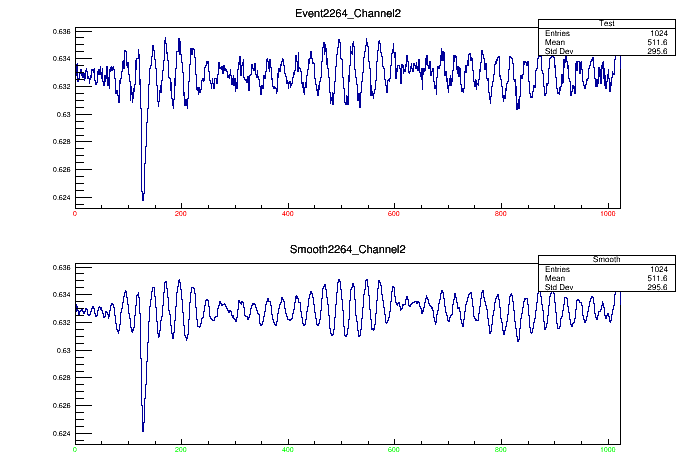 Event2264_Channel2
Test
Entries 1024
Mean 511.6
Std Dev 295.6
0.636
0.634
0.632
0.63
0.628
0.626
0.624
0 200 400 600 800 1000
Smooth2264_Channel2
Smooth
Entries 1024
Mean 511.6
Std Dev 295.6
0.636
0.634
0.632
0.63
0.628
0.626
0.624
0 200 400 600 800 1000